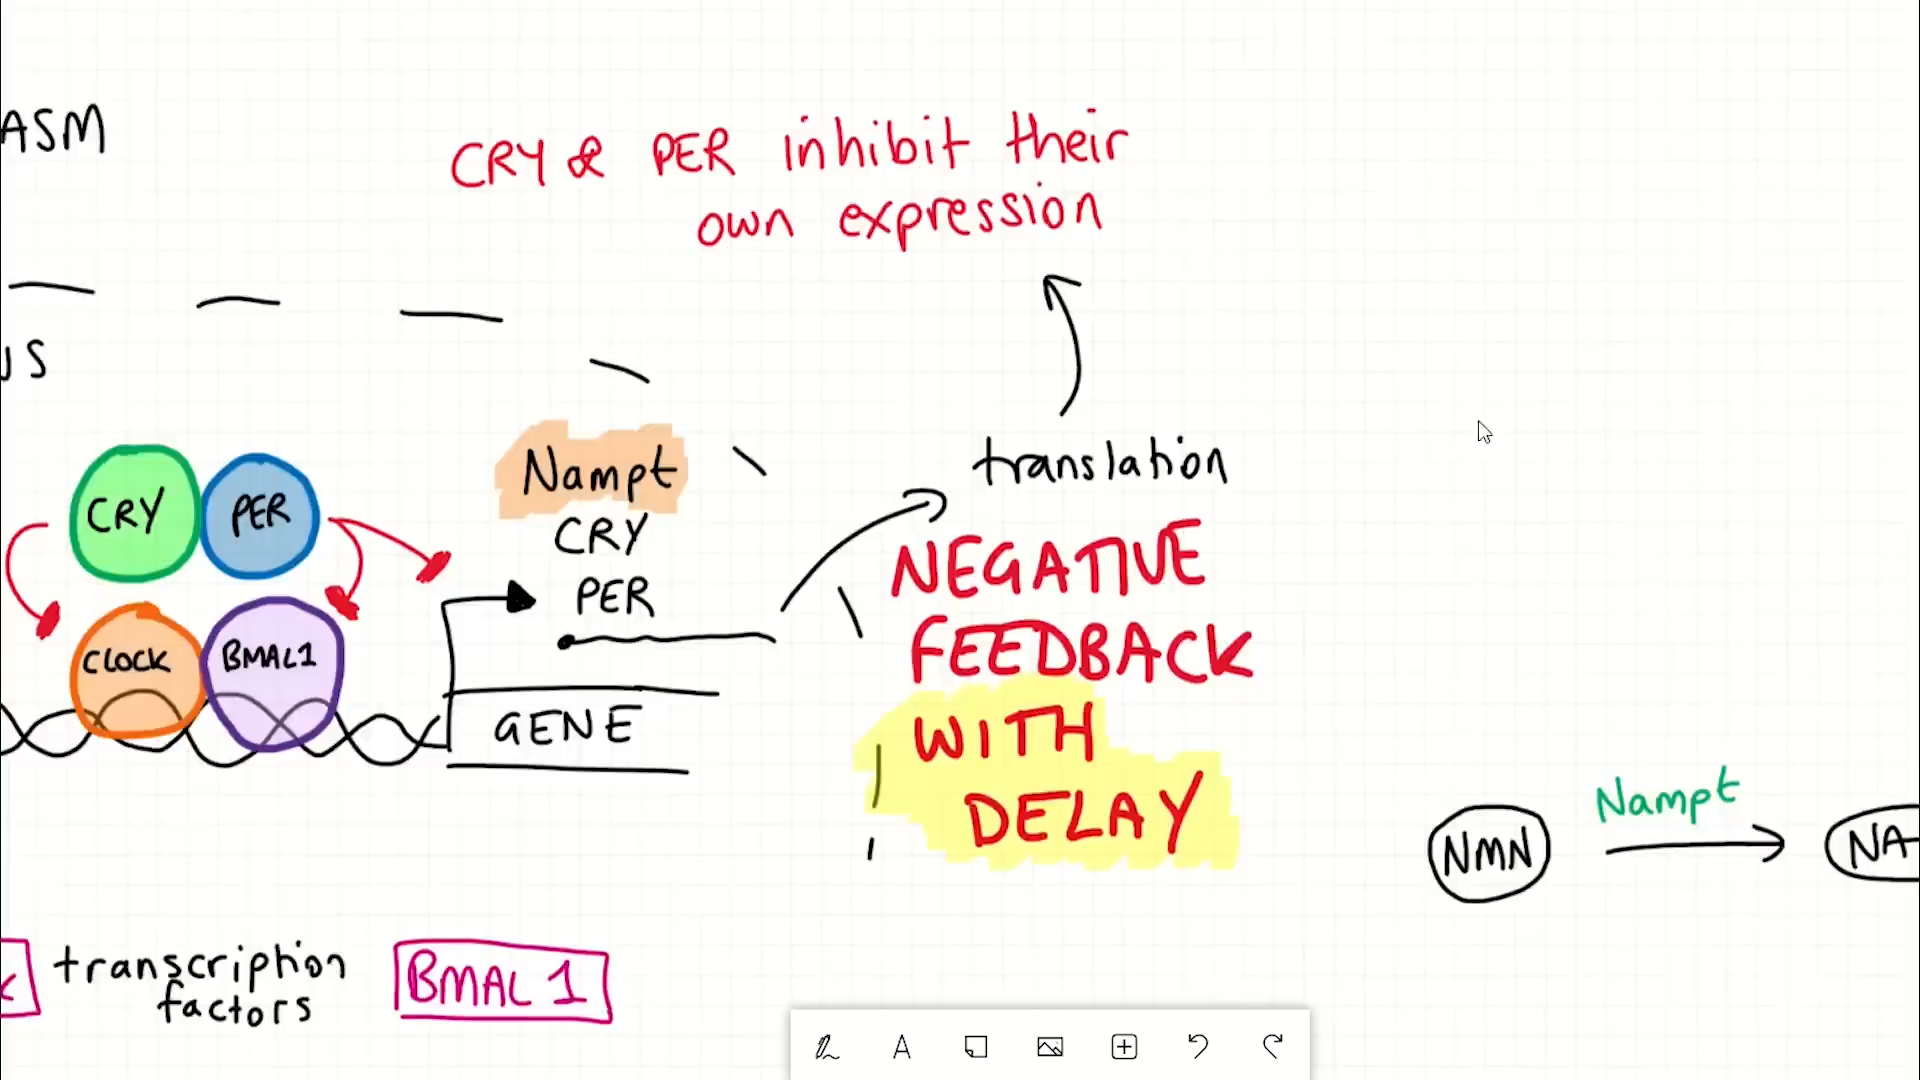 ASM
CRY & PER inhibit their
own expression
US
Nampt
CRY
PER
translation
CRY
PER
NEGATIVE
FEEDBACK
WITH
DELAY
CLOCK
BMAL1
GENE
NMN
Nampt
NA
transcription
factors
BMAL 1
A